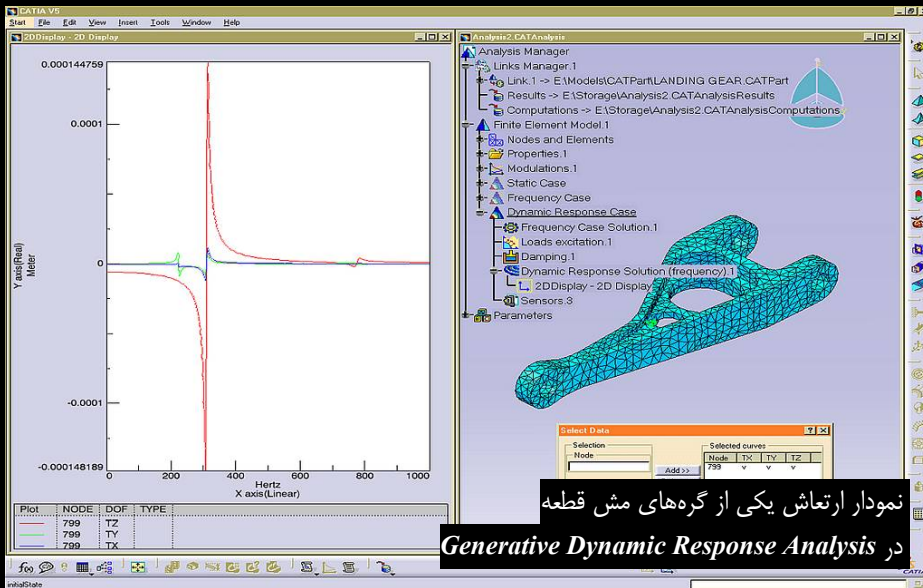 CATIA V5
Start File Edit View Insert Tools Window Help
2DDisplay - 2D Display
0.000144759
0.0001
0
-0.0001
-0.000148189
Y axis(Real)
Meter
0 200 400 600 800 1000
Hertz
X axis(Linear)
Plot NODE DOF TYPE
799 TZ
799 TY
799 TX
Analysis2.CATAnalysis
Analysis Manager
Links Manager.1
Link.1 -> E:\Models\CATPart\LANDING GEAR.CATPart
Results -> E:\Storage\Analysis2.CATAnalysisResults
Computations -> E:\Storage\Analysis2.CATAnalysisComputations
Finite Element Model.1
Nodes and Elements
Properties.1
Modulations.1
Static Case
Frequency Case
Dynamic Response Case
Frequency Case Solution.1
Loads excitation.1
Damping.1
Dynamic Response Solution (frequency).1
2DDisplay - 2D Display
Sensors.3
Parameters
Select Data
Selection
Node
Add >>
Selected curves
Node TX TY TZ
799 v v v
نمودار ارتعاش یکی از گره‌های مش قطعه
در Generative Dynamic Response Analysis
initialState